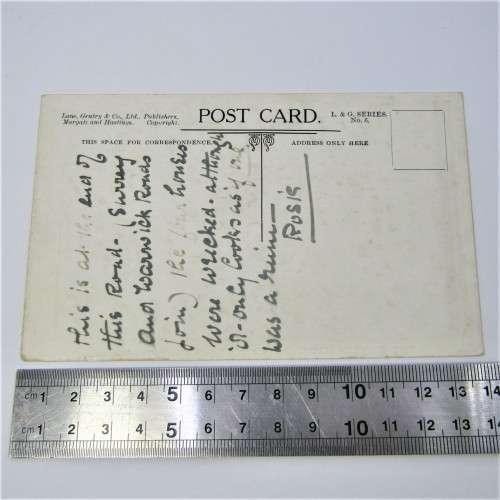 Lane, Gentry & Co., Ltd., Publishers,
Margate and Hastings. Copyright.
POST CARD.
L. & G. SERIES.
No. 5.
THIS SPACE FOR CORRESPONDENCE.
ADDRESS ONLY HERE
This is at the end of
this Road - (Surrey
and Warwick Roads
join) the houses
were wrecked - although
it only looks as if one
was a ruin -
ROSIE
cm 1 2 3 4 5 6 7 8 9 10 11 12 13 14
cm 1 2 3 4 5 6 7 8 9 10 11 12 13 14